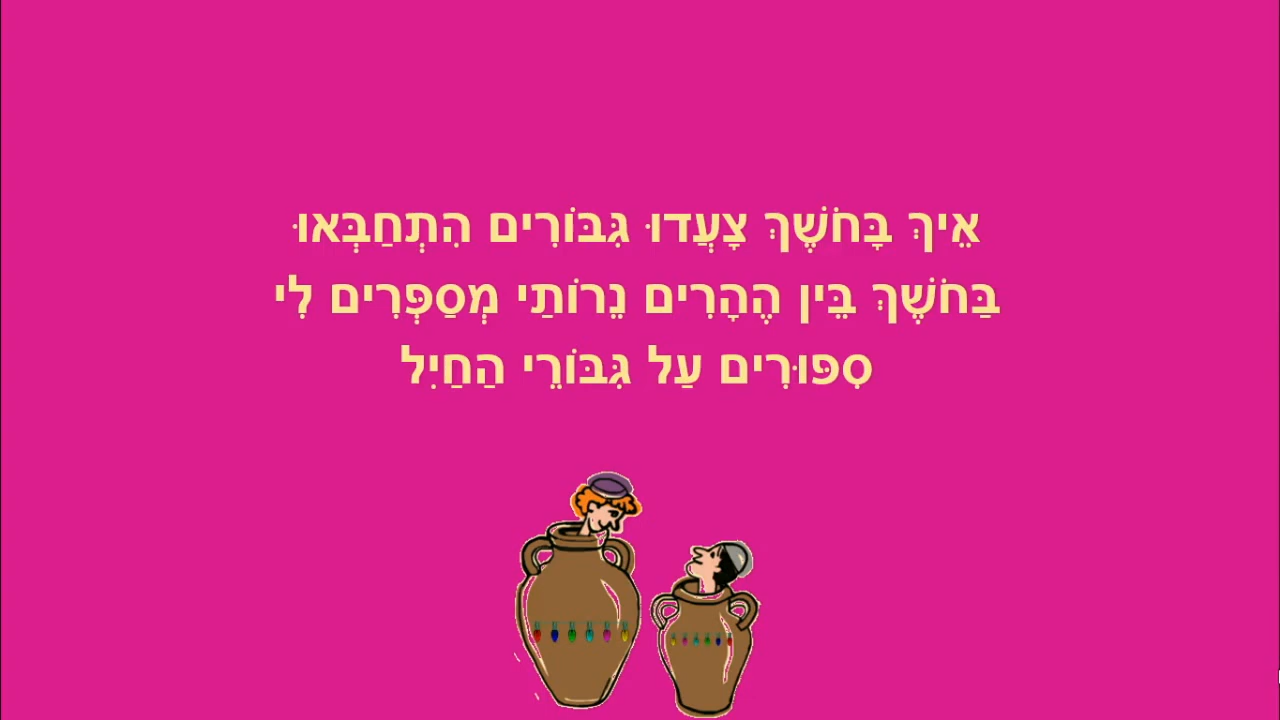 אֵיךְ בָּחֹשֶׁךְ צָעֲדוּ גִּבּוֹרִים הִתְחַבְּאוּ
בַּחֹשֶׁךְ בֵּין הֶהָרִים נֵרוֹתַי מְסַפְּרִים לִי
סִפּוּרִים עַל גִּבּוֹרֵי הַחַיִל